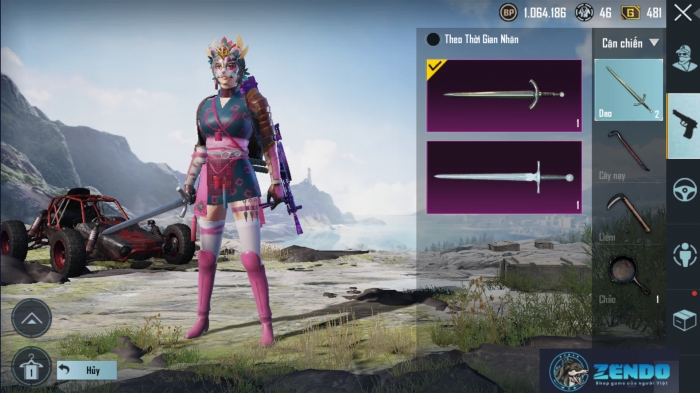 BP 1.064.186 46 G 481
Theo Thời Gian Nhận
Cận chiến
1
Dao 2
1
Cây nạy
Liềm
Chảo 1
1
Hủy
ZENDO
Shop game của người Việt